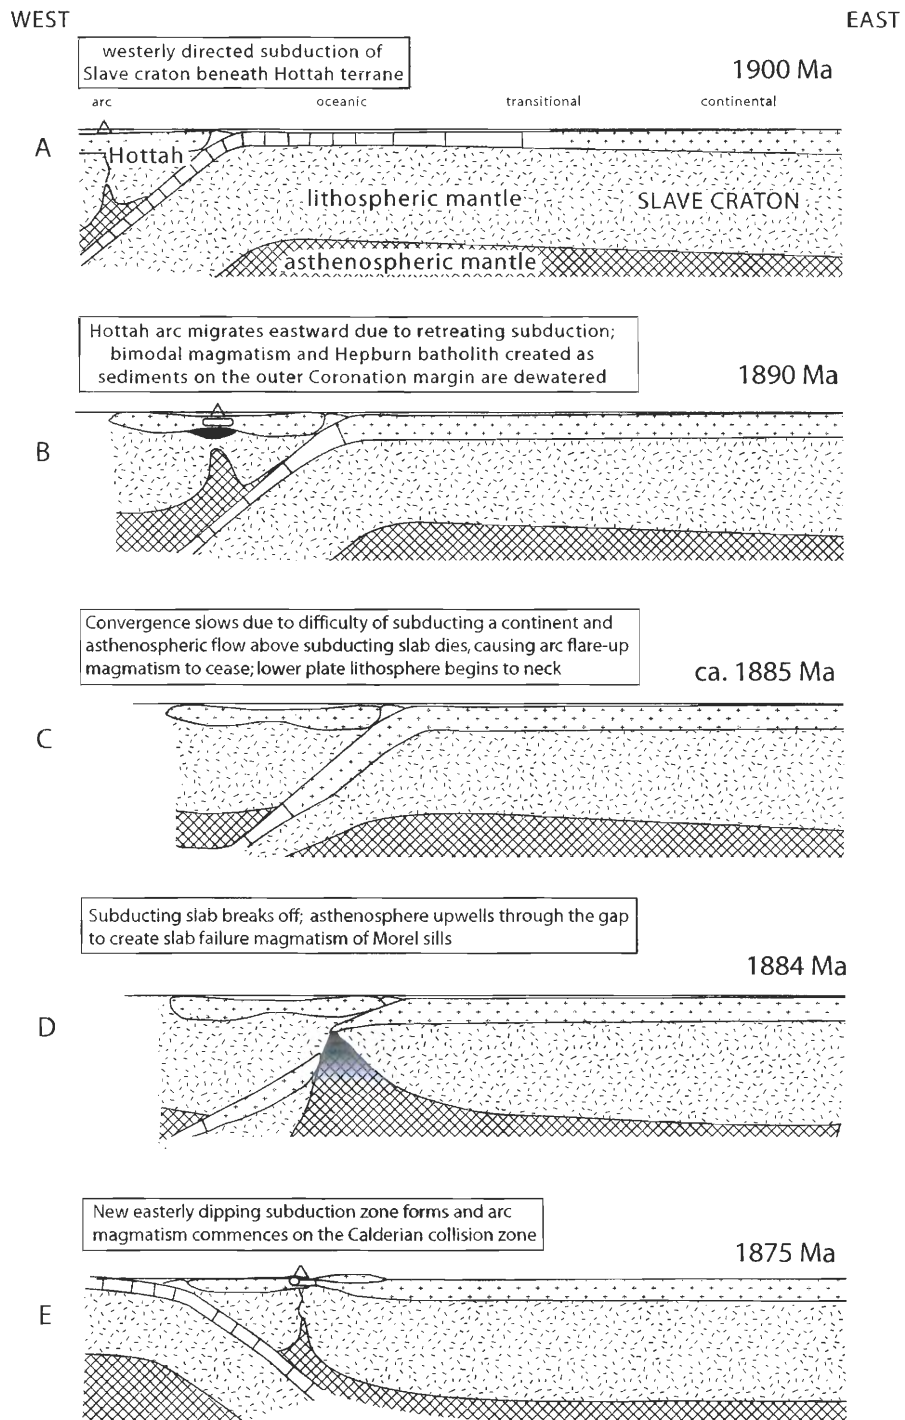 WEST
EAST
westerly directed subduction of
Slave craton beneath Hottah terrane
1900 Ma
arc
oceanic
transitional
continental
A
Hottah
lithospheric mantle
SLAVE CRATON
asthenospheric mantle
Hottah arc migrates eastward due to retreating subduction;
bimodal magmatism and Hepburn batholith created as
sediments on the outer Coronation margin are dewatered
1890 Ma
B
Convergence slows due to difficulty of subducting a continent and
asthenospheric flow above subducting slab dies, causing arc flare-up
magmatism to cease; lower plate lithosphere begins to neck
ca. 1885 Ma
C
Subducting slab breaks off; asthenosphere upwells through the gap
to create slab failure magmatism of Morel sills
1884 Ma
D
New easterly dipping subduction zone forms and arc
magmatism commences on the Calderian collision zone
1875 Ma
E